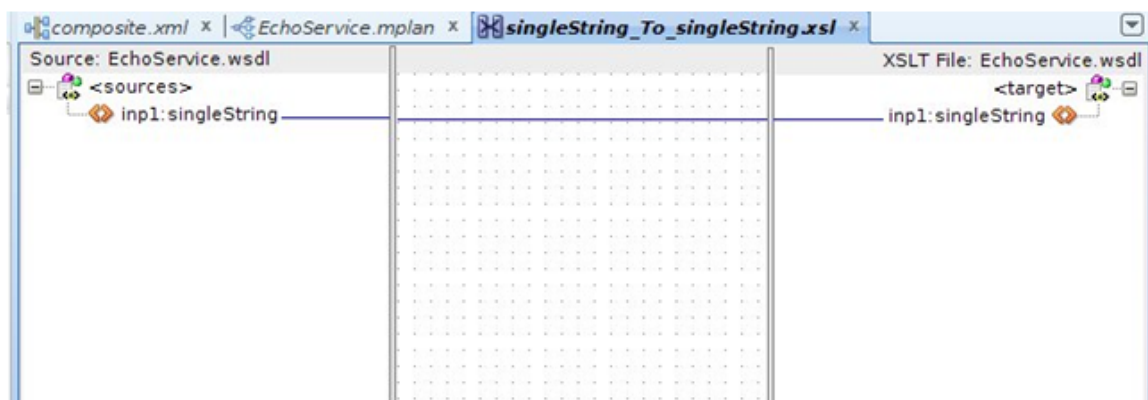 composite.xml x EchoService.mplan x singleString_To_singleString.xsl x
Source: EchoService.wsdl XSLT File: EchoService.wsdl
<sources> <target>
inp1:singleString inp1:singleString